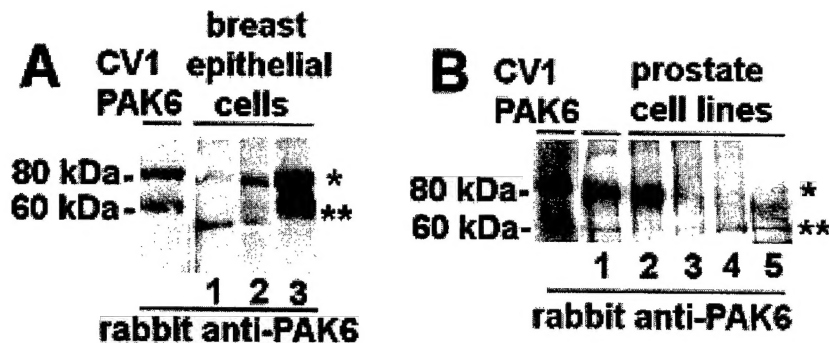 A
CV1
PAK6
breast
epithelial
cells
80 kDa-
60 kDa-
*
**
1 2 3
rabbit anti-PAK6
B
CV1
PAK6
prostate
cell lines
80 kDa-
60 kDa-
*
**
1 2 3 4 5
rabbit anti-PAK6